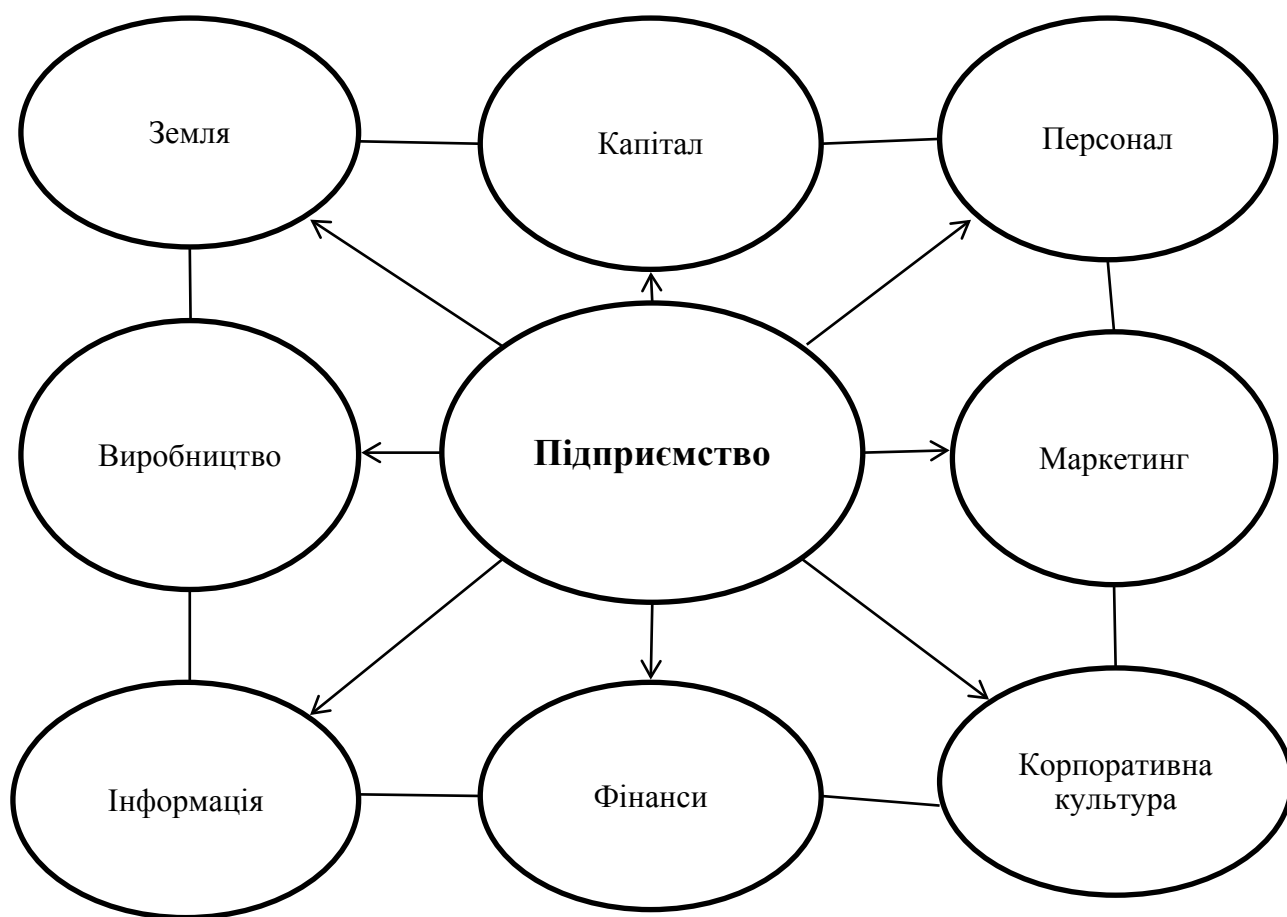 Земля
Капітал
Персонал
Виробництво
Підприємство
Маркетинг
Інформація
Фінанси
Корпоративна
культура